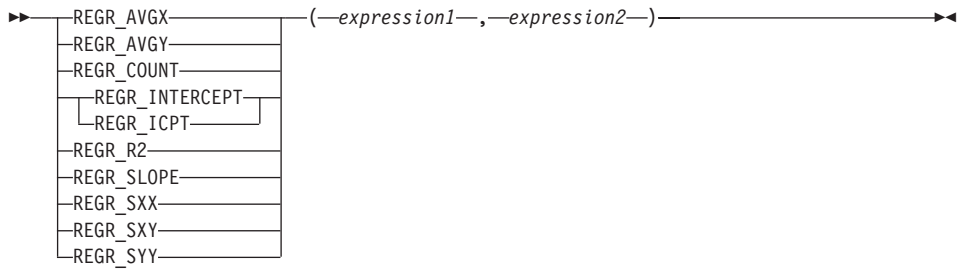 REGR_AVGX (expression1,expression2)
REGR_AVGY
REGR_COUNT
REGR_INTERCEPT
REGR_ICPT
REGR_R2
REGR_SLOPE
REGR_SXX
REGR_SXY
REGR_SYY